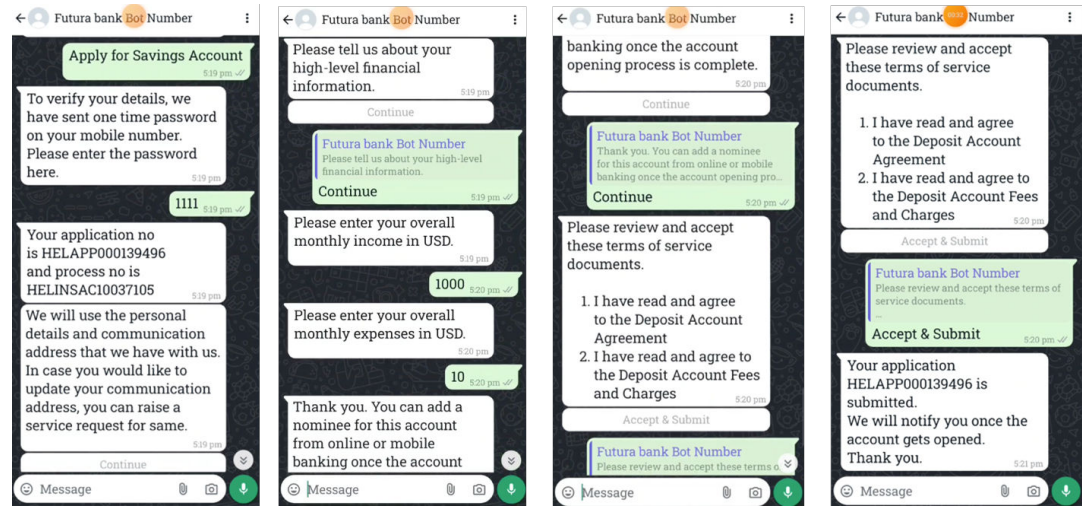 Futura bank Bot Number
Apply for Savings Account
5:19 pm
To verify your details, we
have sent one time password
on your mobile number.
Please enter the password
here.
5:19 pm
1111
5:19 pm
Your application no
is HELAPP000139496
and process no is
HELINSAC10037105
5:19 pm
We will use the personal
details and communication
address that we have with us.
In case you would like to
update your communication
address, you can raise a
service request for same.
5:19 pm
Continue
Message
Futura bank Bot Number
Please tell us about your
high-level financial
information.
5:19 pm
Continue
Futura bank Bot Number
Please tell us about your high-level
financial information.
Continue
5:19 pm
Please enter your overall
monthly income in USD.
5:19 pm
1000
5:20 pm
Please enter your overall
monthly expenses in USD.
5:20 pm
10
5:20 pm
Thank you. You can add a
nominee for this account
from online or mobile
banking once the account
Message
Futura bank Bot Number
banking once the account
opening process is complete.
5:20 pm
Continue
Futura bank Bot Number
Thank you. You can add a nominee
for this account from online or mobile
banking once the account opening pro...
Continue
5:20 pm
Please review and accept
these terms of service
documents.
1. I have read and agree
to the Deposit Account
Agreement
2. I have read and agree to
the Deposit Account Fees
and Charges
5:20 pm
Accept & Submit
Futura bank Bot Number
Please review and accept these terms o
Message
Futura bank 00:53 Number
Please review and accept
these terms of service
documents.
1. I have read and agree
to the Deposit Account
Agreement
2. I have read and agree to
the Deposit Account Fees
and Charges
5:20 pm
Accept & Submit
Futura bank Bot Number
Please review and accept these terms of
service documents.
...
Accept & Submit
5:20 pm
Your application
HELAPP000139496 is
submitted.
We will notify you once the
account gets opened.
Thank you.
5:21 pm
Message